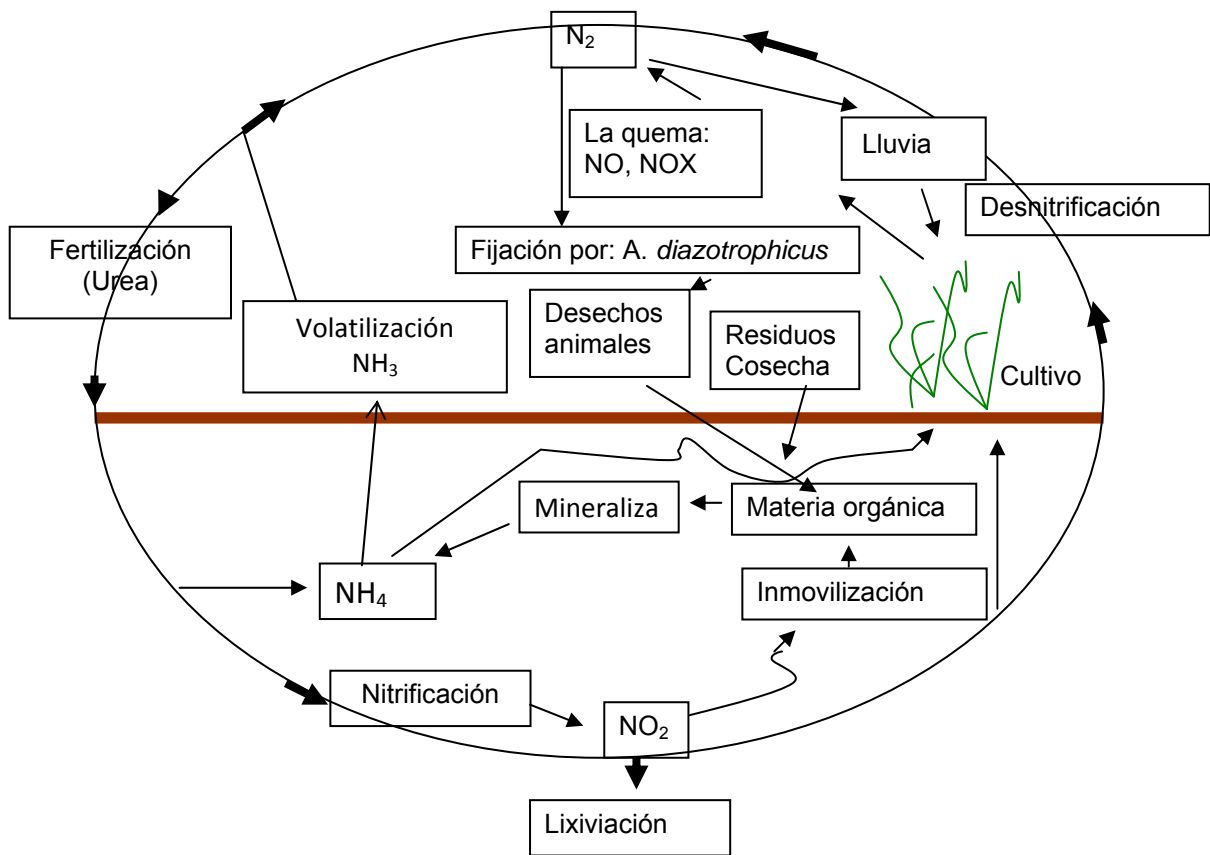 N₂
La quema:
NO, NOX
Lluvia
Desnitrificación
Fertilización
(Urea)
Fijación por: A. diazotrophicus
Volatilización
NH₃
Desechos
animales
Residuos
Cosecha
Cultivo
Mineraliza
Materia orgánica
NH₄
Inmovilización
Nitrificación
NO₂
Lixiviación